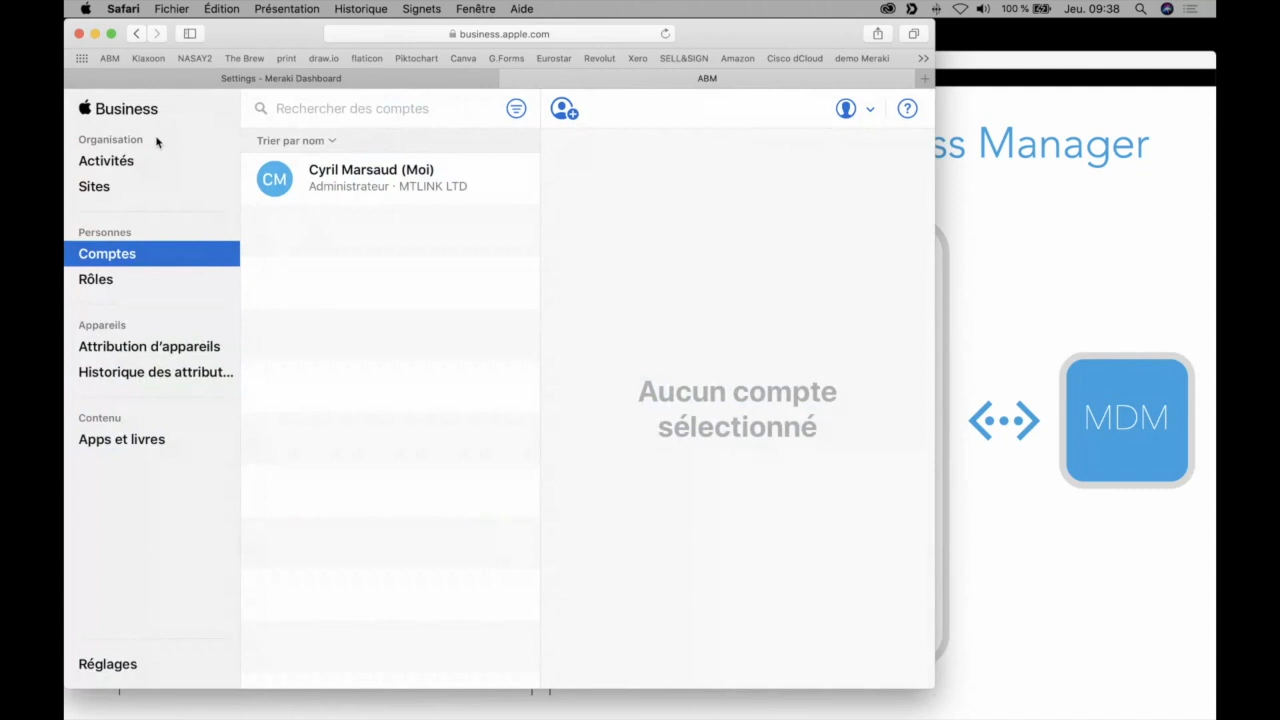 Safari Fichier Édition Présentation Historique Signets Fenêtre Aide 100 % Jeu. 09:38
business.apple.com
ABM Klaxoon NASAY2 The Brew print draw.io flaticon Piktochart Canva G.Forms Eurostar Revolut Xero SELL&SIGN Amazon Cisco dCloud demo Meraki
Settings - Meraki Dashboard ABM
Business
Rechercher des comptes
Organisation
Trier par nom
ss Manager
Activités
Cyril Marsaud (Moi)
CM
Administrateur · MTLINK LTD
Sites
Personnes
Comptes
Rôles
Appareils
Attribution d'appareils
Historique des attribut...
Contenu
Apps et livres
Aucun compte
sélectionné
MDM
Réglages